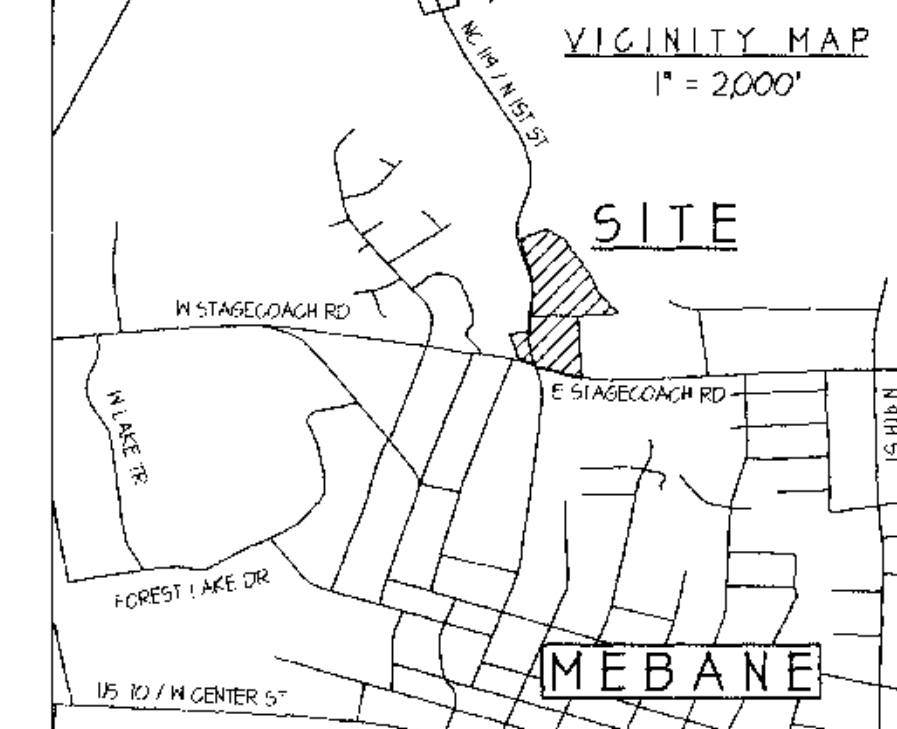 VICINITY MAP
1" = 2,000'
NC 119 / N 1ST ST
SITE
W STAGECOACH RD
E STAGECOACH RD
W LAKE TR
FOREST LAKE DR
MEBANE
US 70 / W CENTER ST